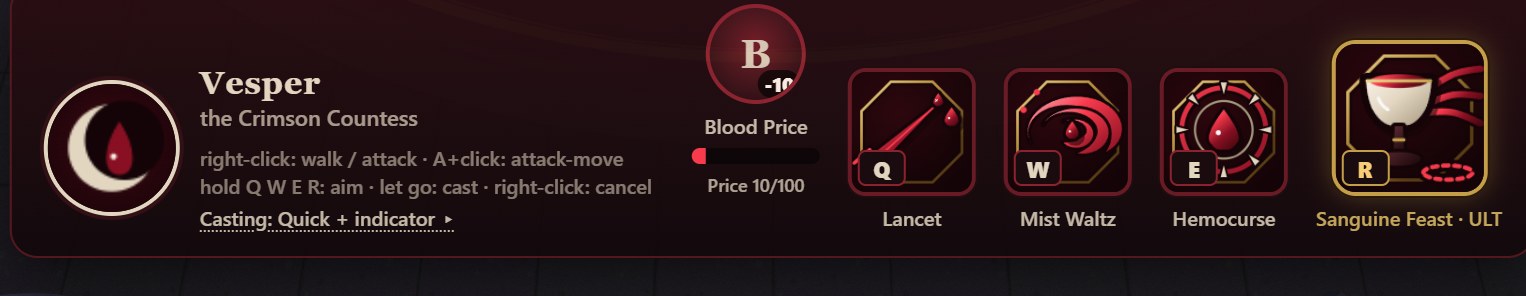 Vesper
the Crimson Countess
right-click: walk / attack · A+click: attack-move
hold Q W E R: aim · let go: cast · right-click: cancel
Casting: Quick + indicator ▸
B
-10
Blood Price
Price 10/100
Q
Lancet
W
Mist Waltz
E
Hemocurse
R
Sanguine Feast · ULT